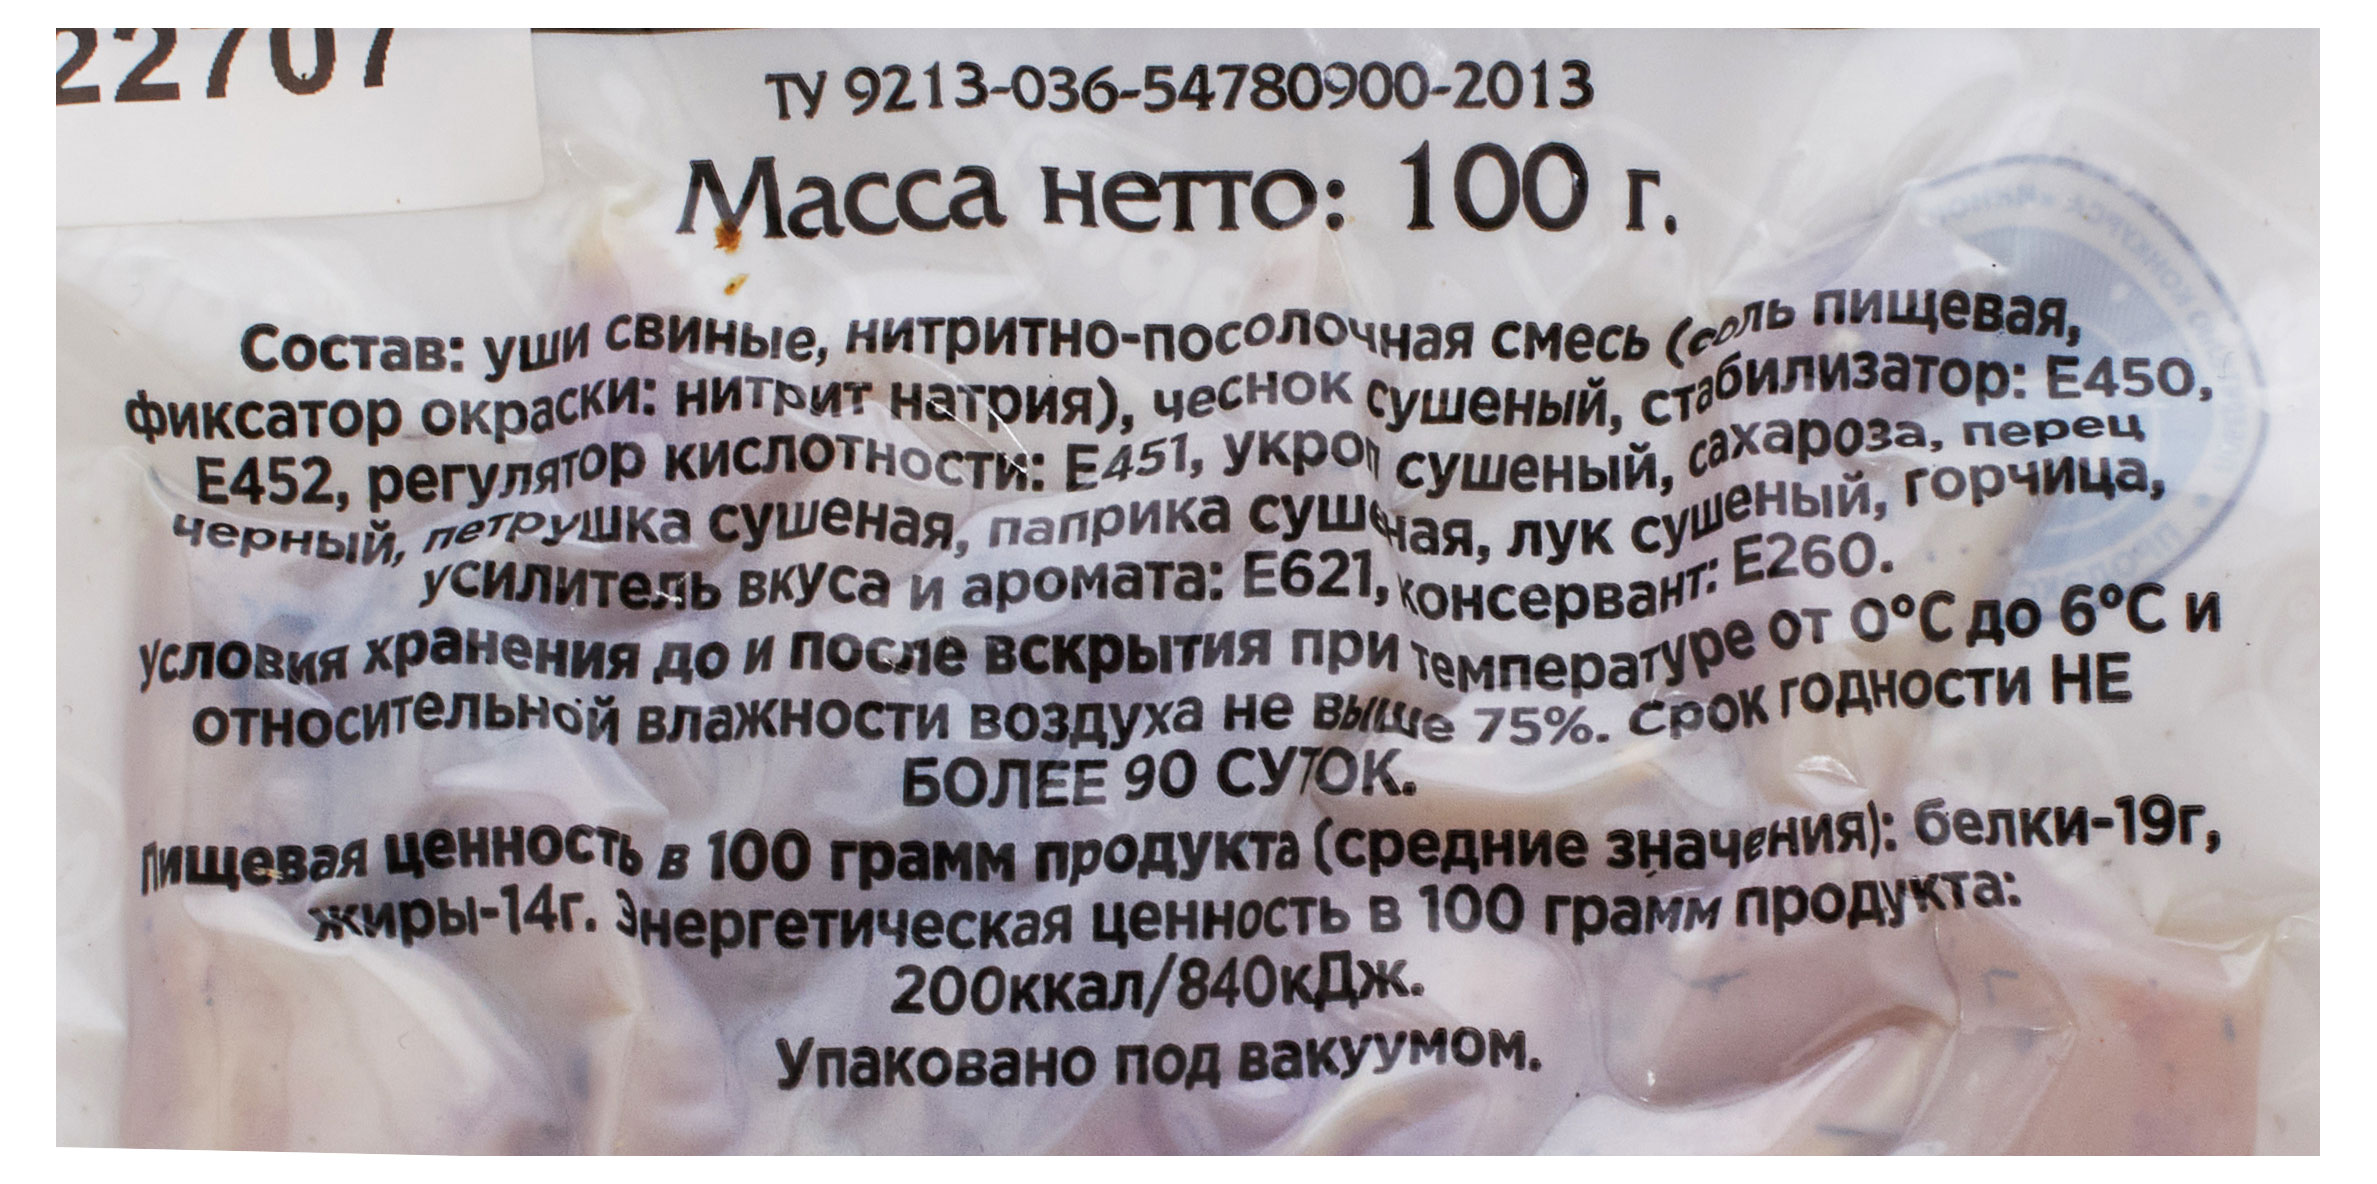 22707
ТУ 9213-036-54780900-2013
Масса нетто: 100 г.
Состав: уши свиные, нитритно-посолочная смесь (соль пищевая,
фиксатор окраски: нитрит натрия), чеснок сушеный, стабилизатор: Е450,
Е452, регулятор кислотности: Е451, укроп сушеный, сахароза, перец
черный, петрушка сушеная, паприка сушеная, лук сушеный, горчица,
усилитель вкуса и аромата: Е621, консервант: Е260.
Условия хранения до и после вскрытия при температуре от 0°С до 6°С и
относительной влажности воздуха не выше 75%. Срок годности НЕ
БОЛЕЕ 90 СУТОК.
Пищевая ценность в 100 грамм продукта (средние значения): белки-19г,
жиры-14г. Энергетическая ценность в 100 грамм продукта:
200ккал/840кДж.
Упаковано под вакуумом.